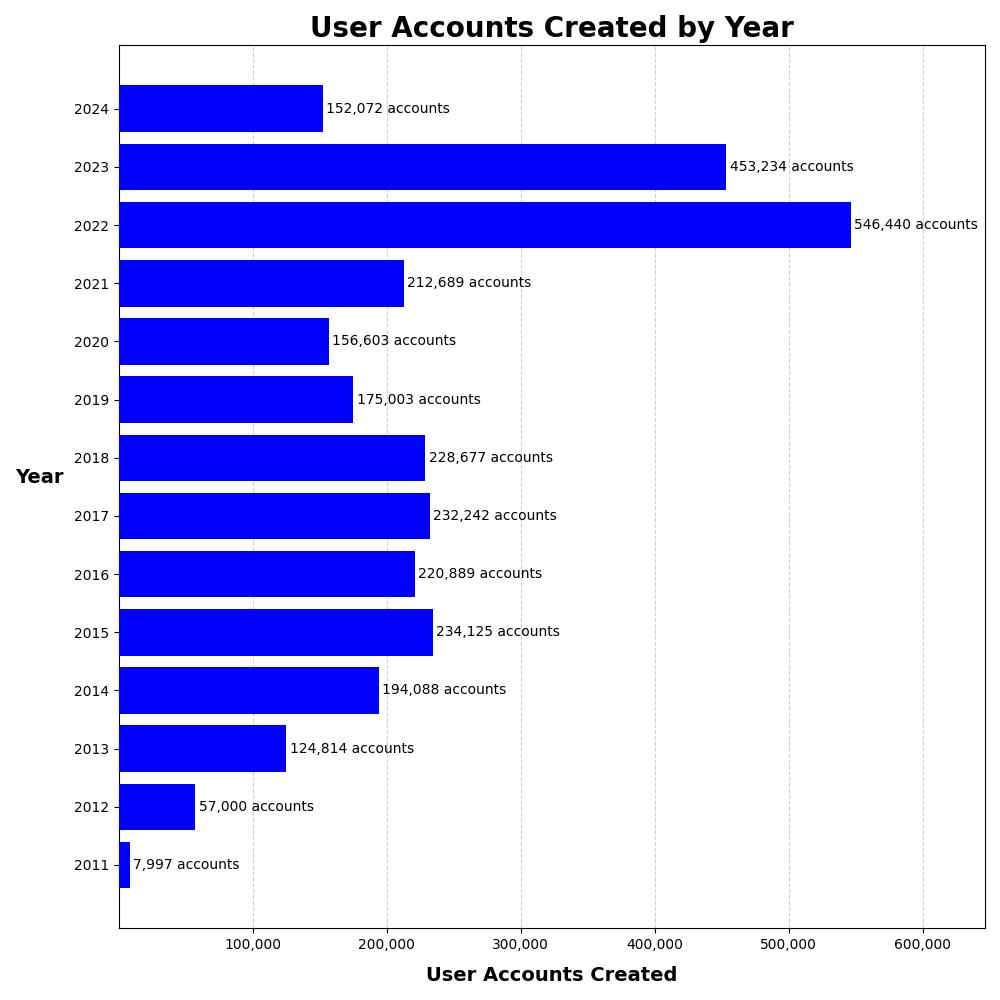 User Accounts Created by Year
2024 152,072 accounts
2023 453,234 accounts
2022 546,440 accounts
2021 212,689 accounts
2020 156,603 accounts
2019 175,003 accounts
2018 228,677 accounts
Year
2017 232,242 accounts
2016 220,889 accounts
2015 234,125 accounts
2014 194,088 accounts
2013 124,814 accounts
2012 57,000 accounts
2011 7,997 accounts
100,000 200,000 300,000 400,000 500,000 600,000
User Accounts Created